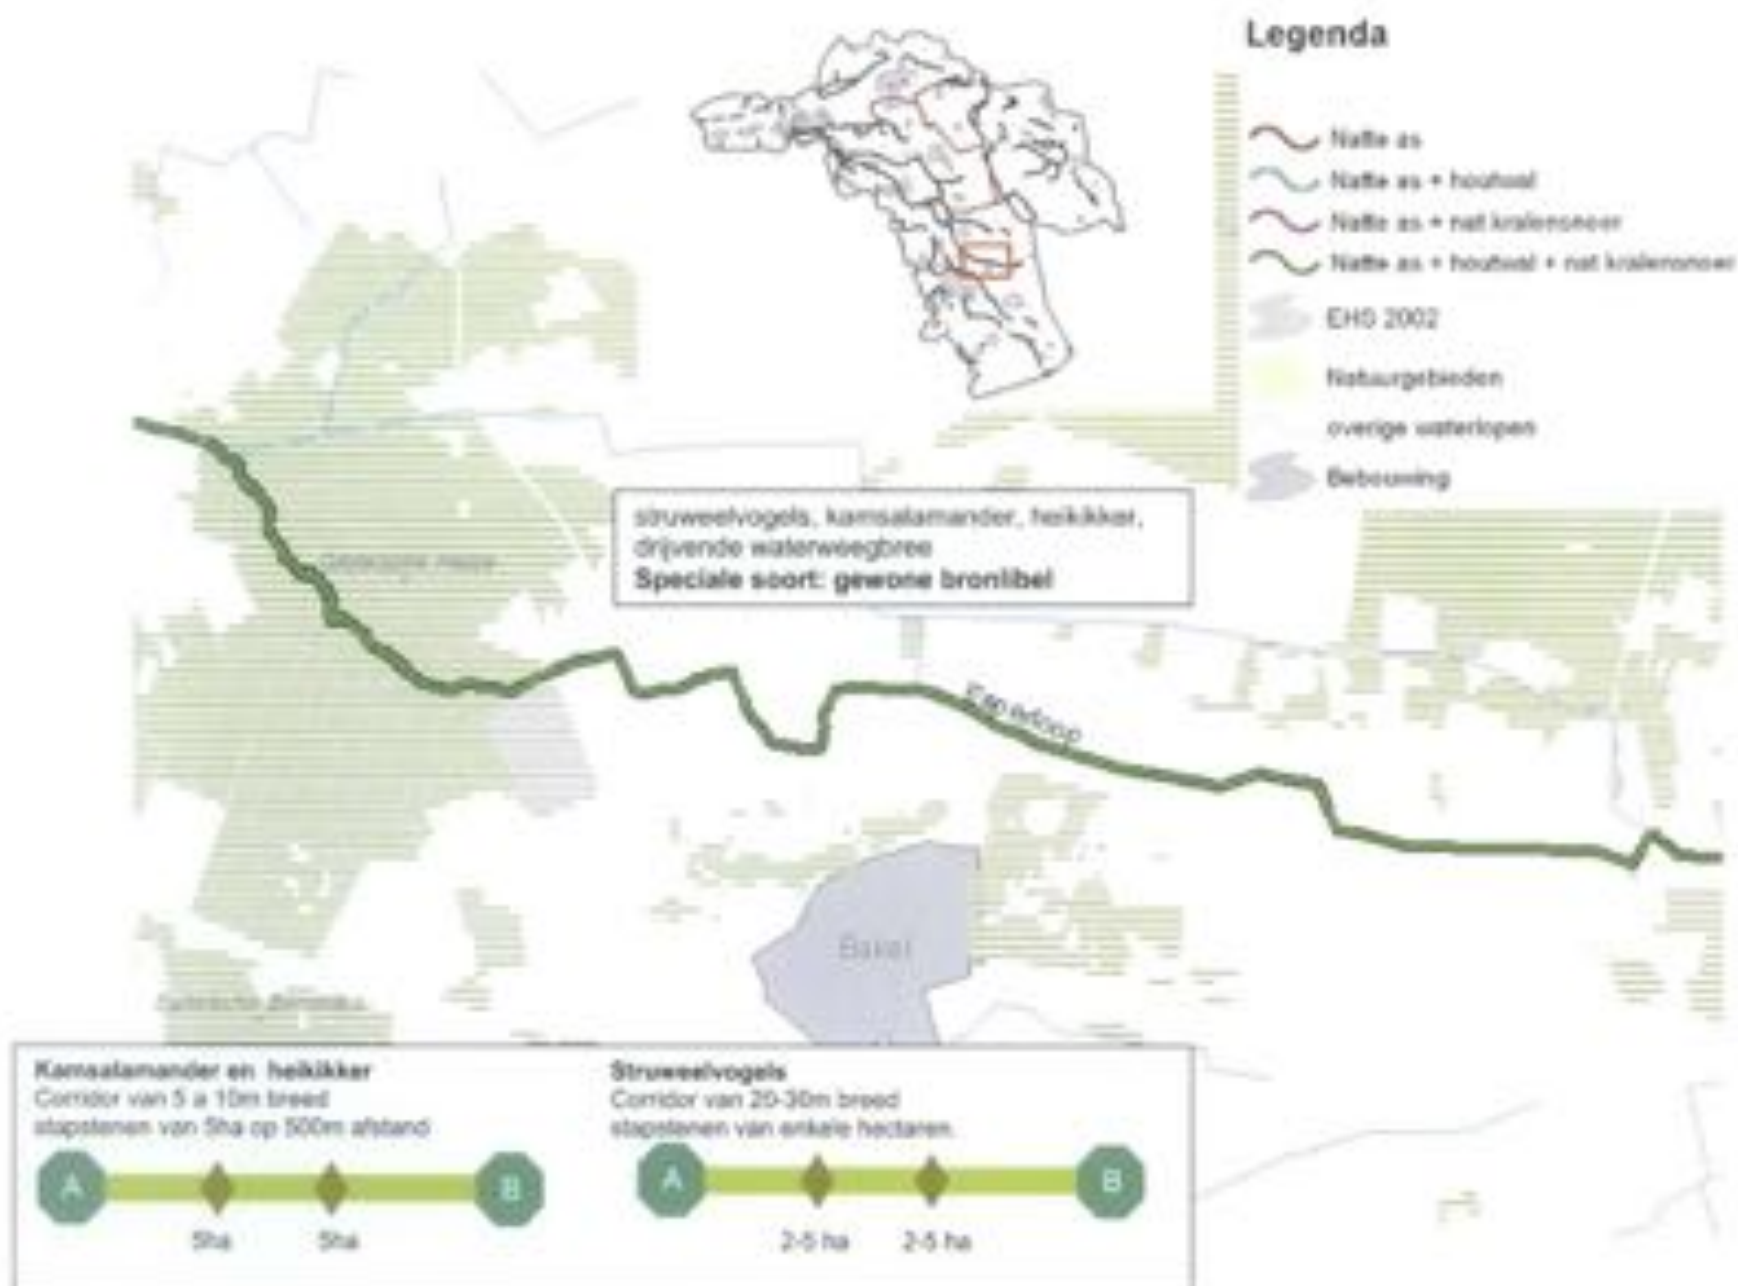 Legenda
Natte as
Natte as + houtwal
Natte as + nat kralensnoer
Natte as + houtwal + nat kralensnoer
EHS 2002
Natuurgebieden
overige waterlopen
Bebouwing
struweelvogels, kamsalamander, heikikker,
drijvende waterweegbree
Speciale soort: gewone bronlibel
Esperloop
Bakel
Kamsalamander en heikikker
Corridor van 5 a 10m breed
stapstenen van 5ha op 500m afstand
A
B
5ha
5ha
Struweelvogels
Corridor van 20-30m breed
stapstenen van enkele hectaren.
A
B
2-5 ha
2-5 ha